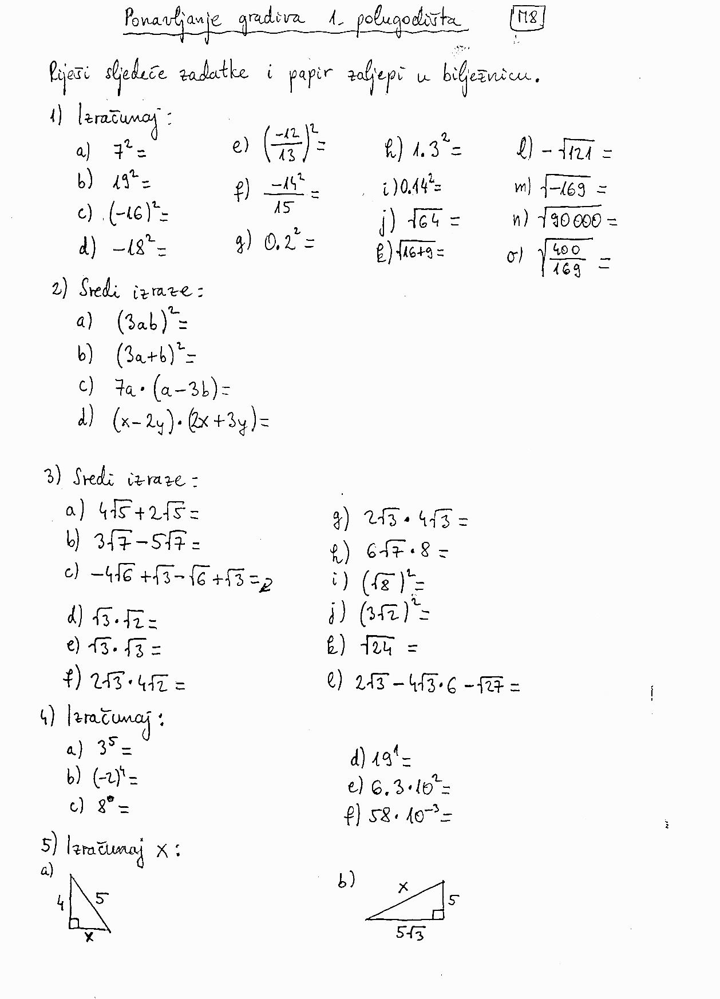 Ponavljanje gradiva 1. polugodišta M8
Riješi sljedeće zadatke i papir zaljepi u bilježnicu.
1) Izračunaj:
a) 7² =
b) 19² =
c) (-16)² =
d) -18² =
e) (-12/13)² =
f) -14²/15 =
g) 0.2² =
h) 1.3² =
i) 0.14² =
j) √64 =
k) √16+9 =
l) -√121 =
m) √-169 =
n) √90000 =
o) √400/169 =
2) Sredi izraze:
a) (3ab)² =
b) (3a+b)² =
c) 7a·(a-3b) =
d) (x-2y)·(2x+3y) =
3) Sredi izraze:
a) 4√5+2√5 =
b) 3√7-5√7 =
c) -4√6+√3-√6+√3 =
d) √3·√2 =
e) √3·√3 =
f) 2√3·4√2 =
g) 2√3·4√3 =
h) 6√7·8 =
i) (√8)² =
j) (3√2)² =
k) √24 =
l) 2√3-4√3·6-√27 =
4) Izračunaj:
a) 3⁵ =
b) (-2)⁴ =
c) 8⁰ =
d) 19¹ =
e) 6.3·10² =
f) 58·10⁻³ =
5) Izračunaj x:
a)
4 5
x
b)
x 5
5√3